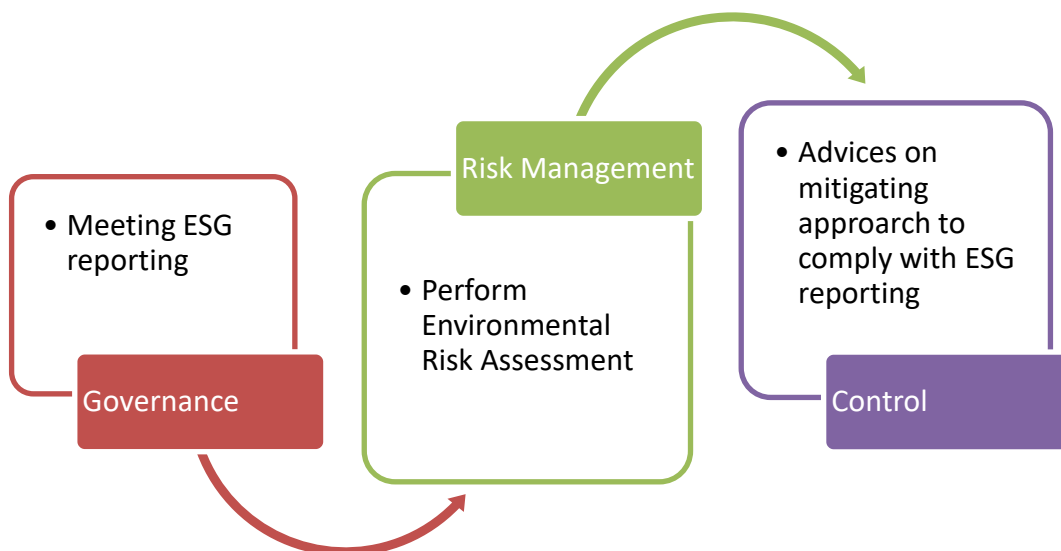 • Meeting ESG
reporting
Governance
Risk Management
• Perform
Environmental
Risk Assessment
• Advices on
mitigating
approarch to
comply with ESG
reporting
Control